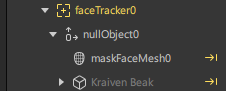 faceTracker0
nullObject0
maskFaceMesh0
Kraiven Beak